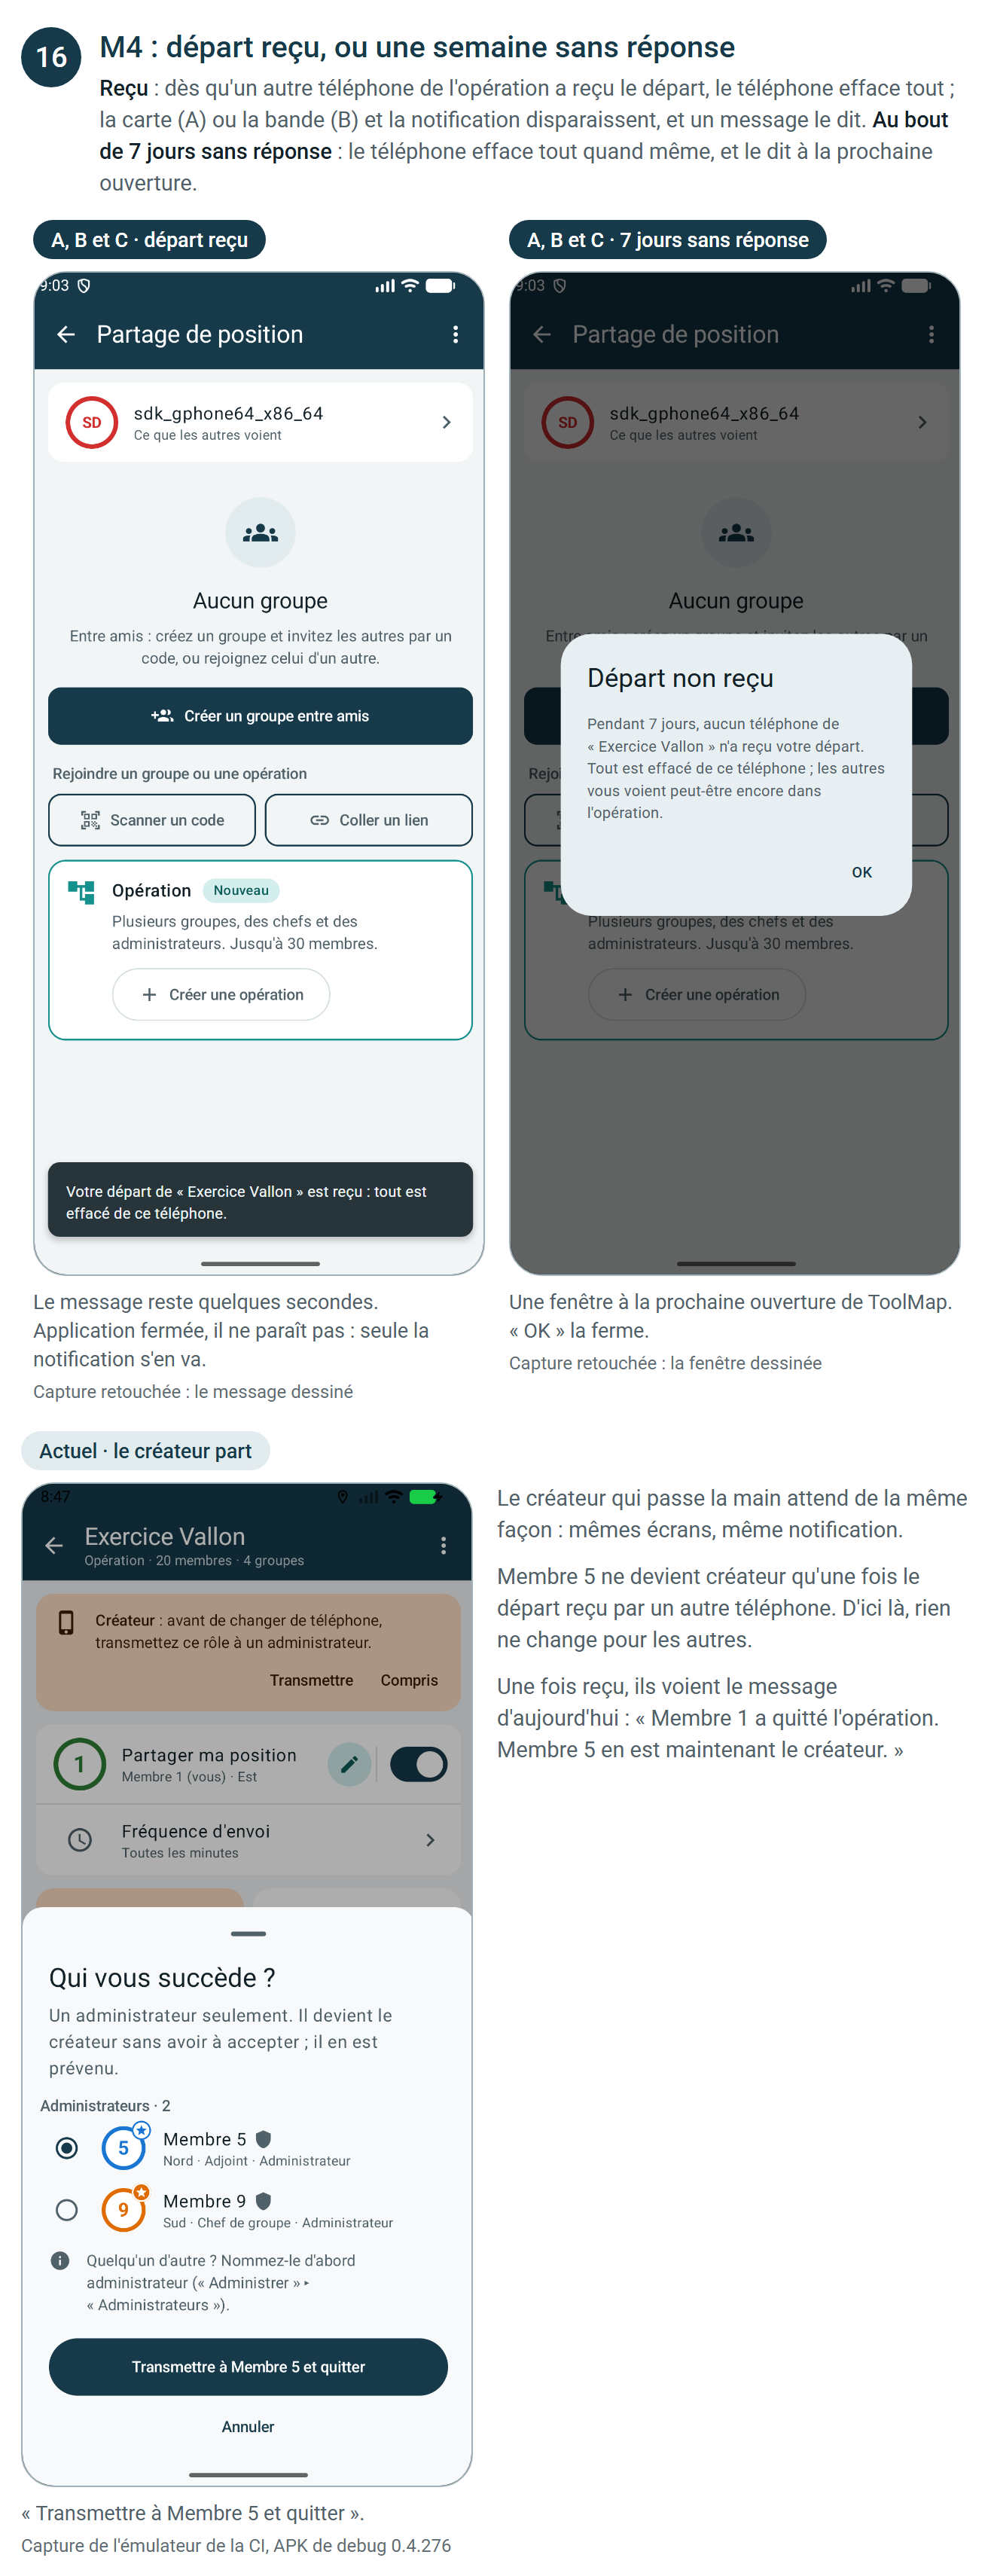 16
M4 : départ reçu, ou une semaine sans réponse
Reçu : dès qu'un autre téléphone de l'opération a reçu le départ, le téléphone efface tout ;
la carte (A) ou la bande (B) et la notification disparaissent, et un message le dit. Au bout
de 7 jours sans réponse : le téléphone efface tout quand même, et le dit à la prochaine
ouverture.
A, B et C · départ reçu
9:03
Partage de position
SD
sdk_gphone64_x86_64
Ce que les autres voient
Aucun groupe
Entre amis : créez un groupe et invitez les autres par un
code, ou rejoignez celui d'un autre.
Créer un groupe entre amis
Rejoindre un groupe ou une opération
Scanner un code
Coller un lien
Opération
Nouveau
Plusieurs groupes, des chefs et des
administrateurs. Jusqu'à 30 membres.
Créer une opération
Votre départ de « Exercice Vallon » est reçu : tout est
effacé de ce téléphone.
Le message reste quelques secondes.
Application fermée, il ne paraît pas : seule la
notification s'en va.
Capture retouchée : le message dessiné
A, B et C · 7 jours sans réponse
9:03
Partage de position
SD
sdk_gphone64_x86_64
Ce que les autres voient
Aucun groupe
Départ non reçu
Pendant 7 jours, aucun téléphone de
« Exercice Vallon » n'a reçu votre départ.
Tout est effacé de ce téléphone ; les autres
vous voient peut-être encore dans
l'opération.
OK
Plusieurs groupes, des chefs et des
administrateurs. Jusqu'à 30 membres.
Créer une opération
Une fenêtre à la prochaine ouverture de ToolMap.
« OK » la ferme.
Capture retouchée : la fenêtre dessinée
Actuel · le créateur part
8:47
Exercice Vallon
Opération · 20 membres · 4 groupes
Créateur : avant de changer de téléphone,
transmettez ce rôle à un administrateur.
Transmettre
Compris
1
Partager ma position
Membre 1 (vous) · Est
Fréquence d'envoi
Toutes les minutes
Qui vous succède ?
Un administrateur seulement. Il devient le
créateur sans avoir à accepter ; il en est
prévenu.
Administrateurs · 2
5
Membre 5
Nord · Adjoint · Administrateur
9
Membre 9
Sud · Chef de groupe · Administrateur
Quelqu'un d'autre ? Nommez-le d'abord
administrateur (« Administrer » ▸
« Administrateurs »).
Transmettre à Membre 5 et quitter
Annuler
« Transmettre à Membre 5 et quitter ».
Capture de l'émulateur de la CI, APK de debug 0.4.276
Le créateur qui passe la main attend de la même
façon : mêmes écrans, même notification.
Membre 5 ne devient créateur qu'une fois le
départ reçu par un autre téléphone. D'ici là, rien
ne change pour les autres.
Une fois reçu, ils voient le message
d'aujourd'hui : « Membre 1 a quitté l'opération.
Membre 5 en est maintenant le créateur. »